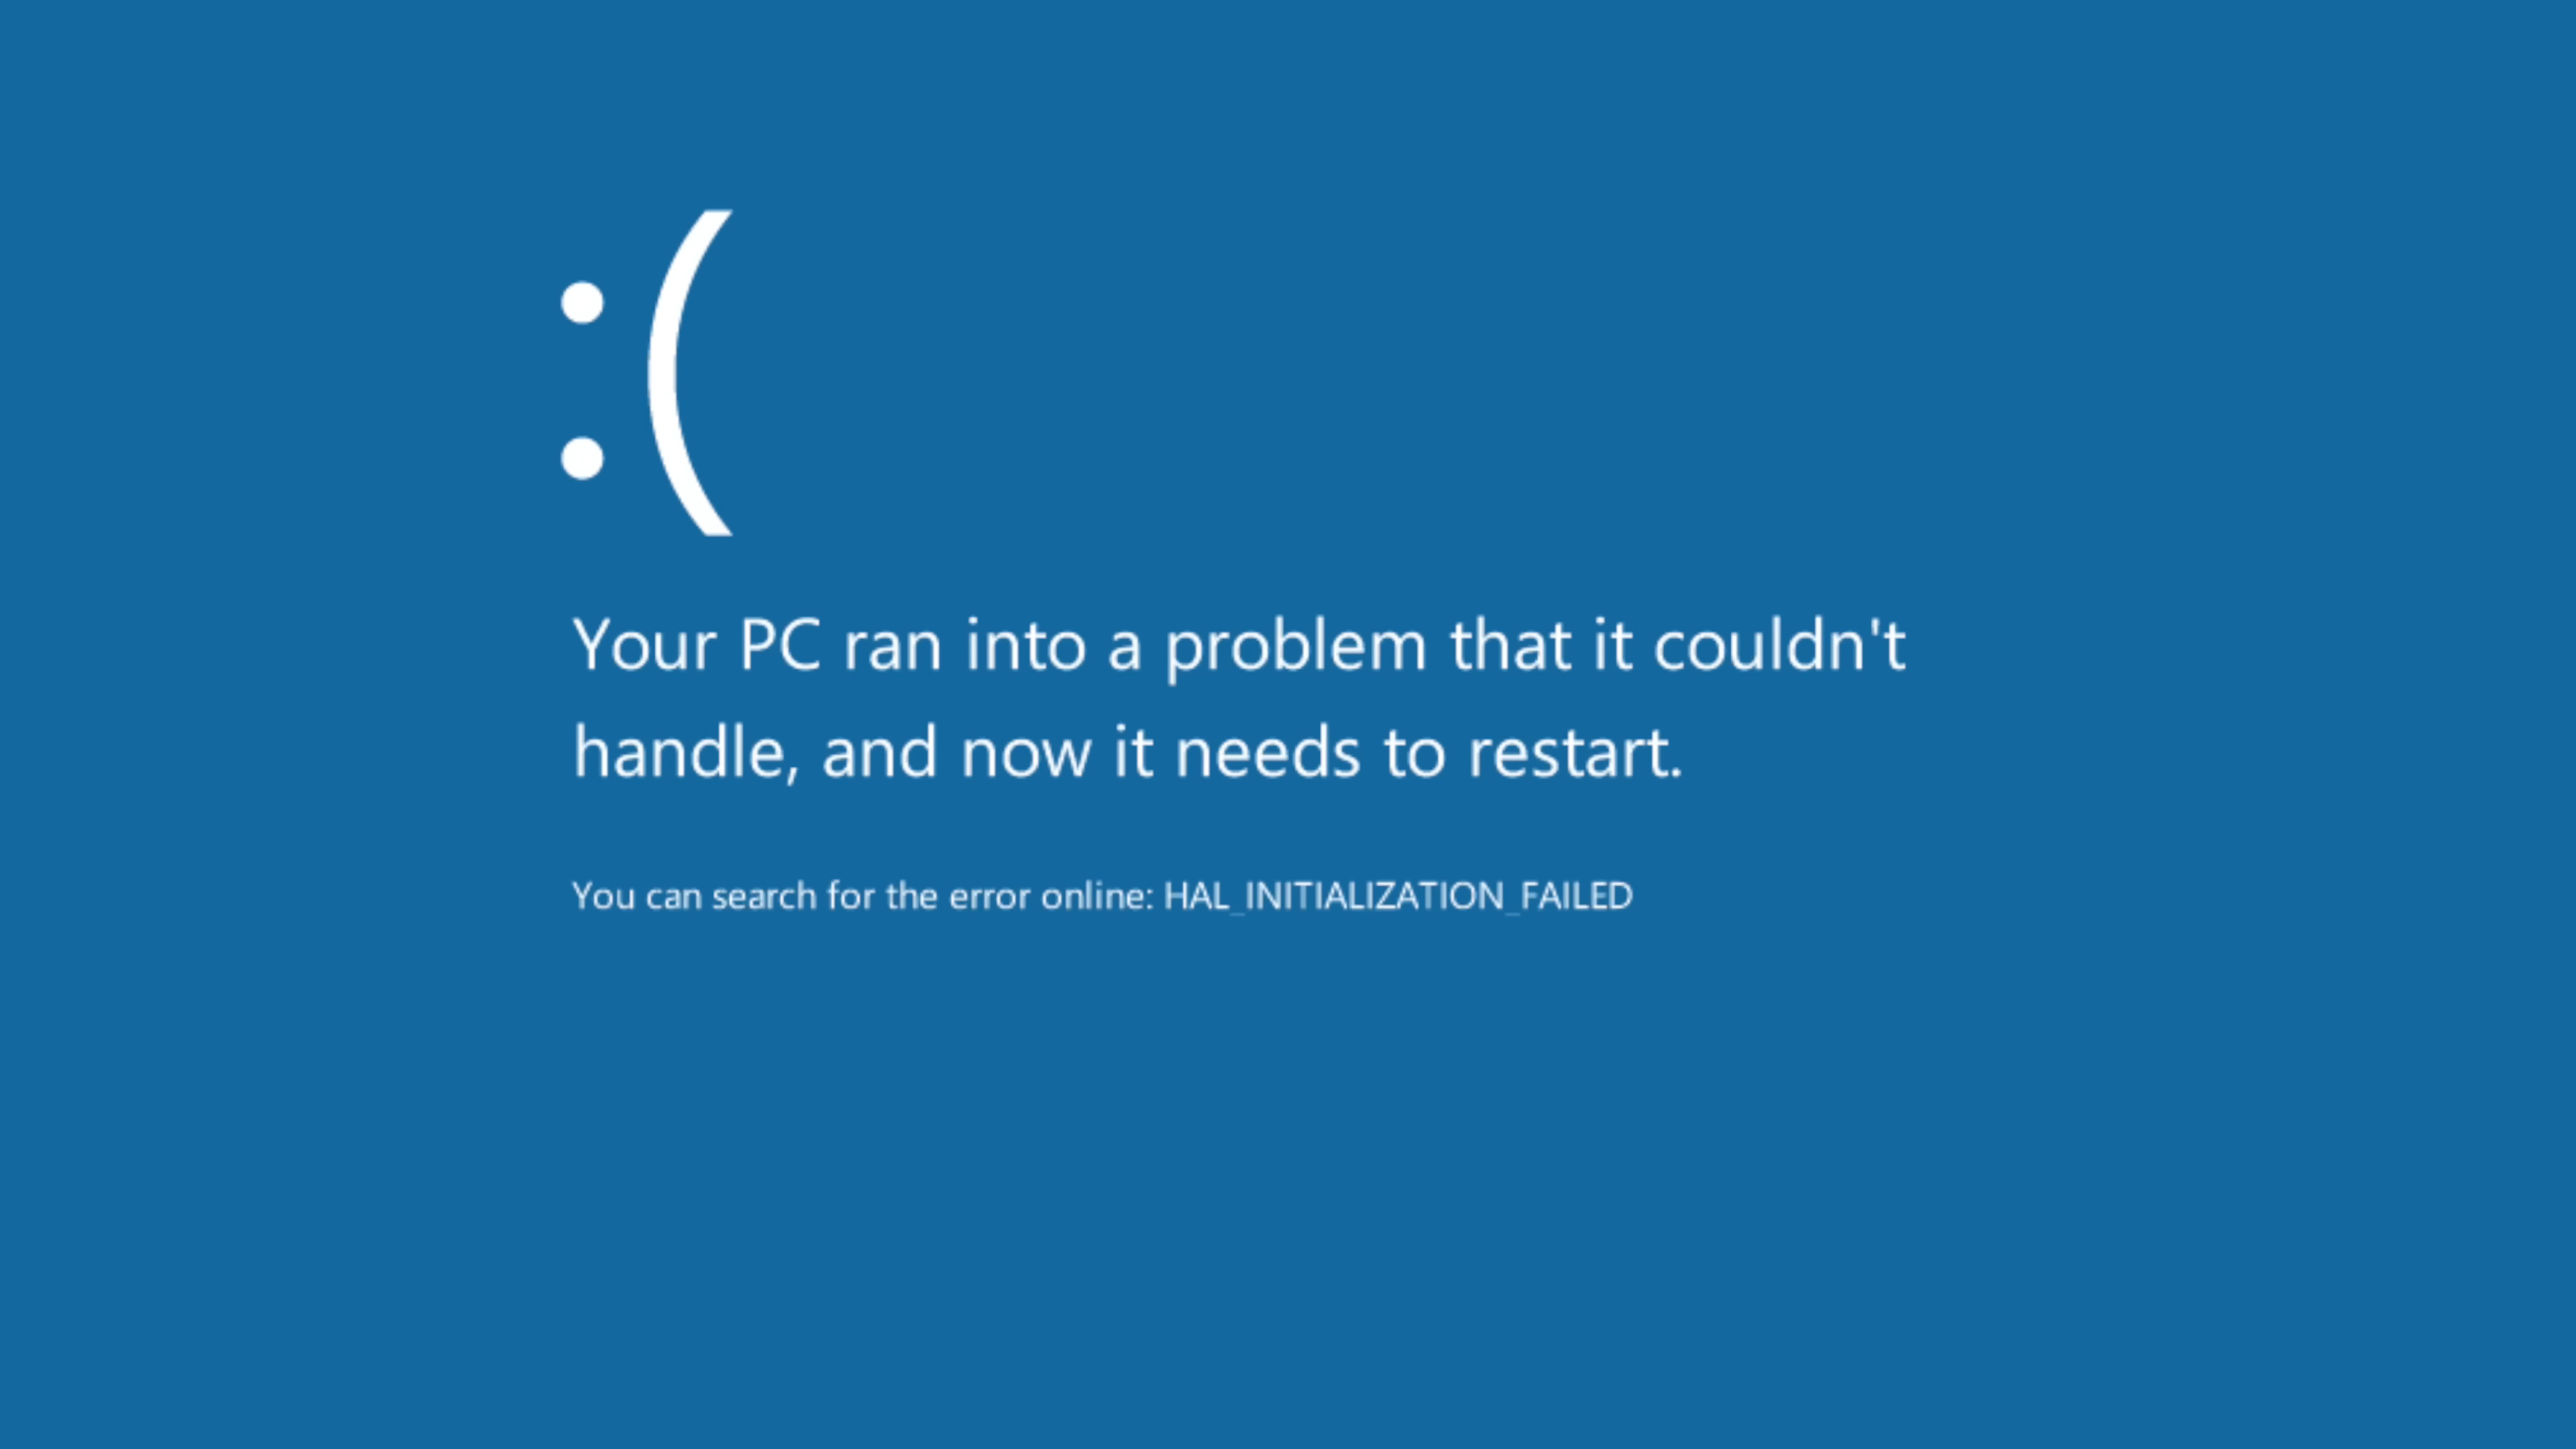 :(
Your PC ran into a problem that it couldn't
handle, and now it needs to restart.
You can search for the error online: HAL_INITIALIZATION_FAILED